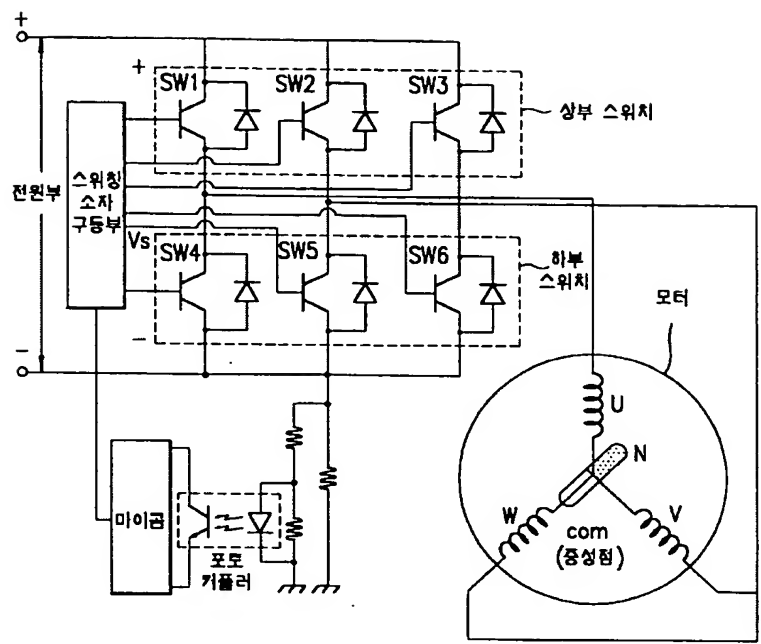 +
+
SW1
SW2
SW3
상부 스위치
전원부
스위칭
소자
구동부
Vs
SW4
SW5
SW6
하부
스위치
모터
−
−
U
N
마이콤
W
V
com
(중성점)
포토
커플러